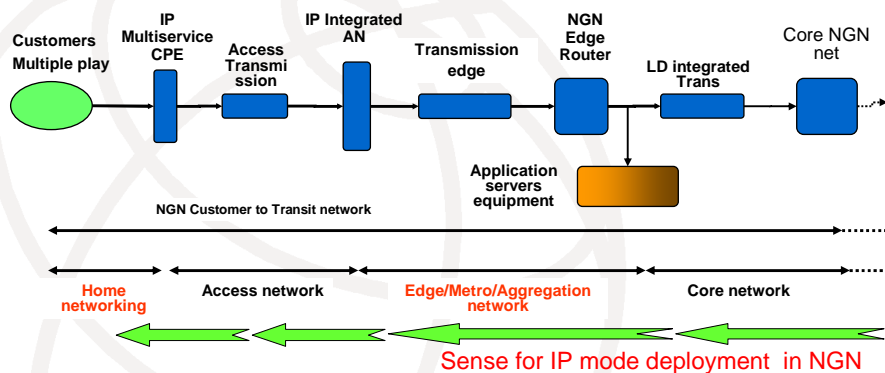 Customers
Multiple play
IP
Multiservice
CPE
Access
Transmi
ssion
IP Integrated
AN
Transmission
edge
NGN
Edge
Router
LD integrated
Trans
Core NGN
net
Application
servers
equipment
NGN Customer to Transit network
Home
networking
Access network
Edge/Metro/Aggregation
network
Core network
Sense for IP mode deployment in NGN